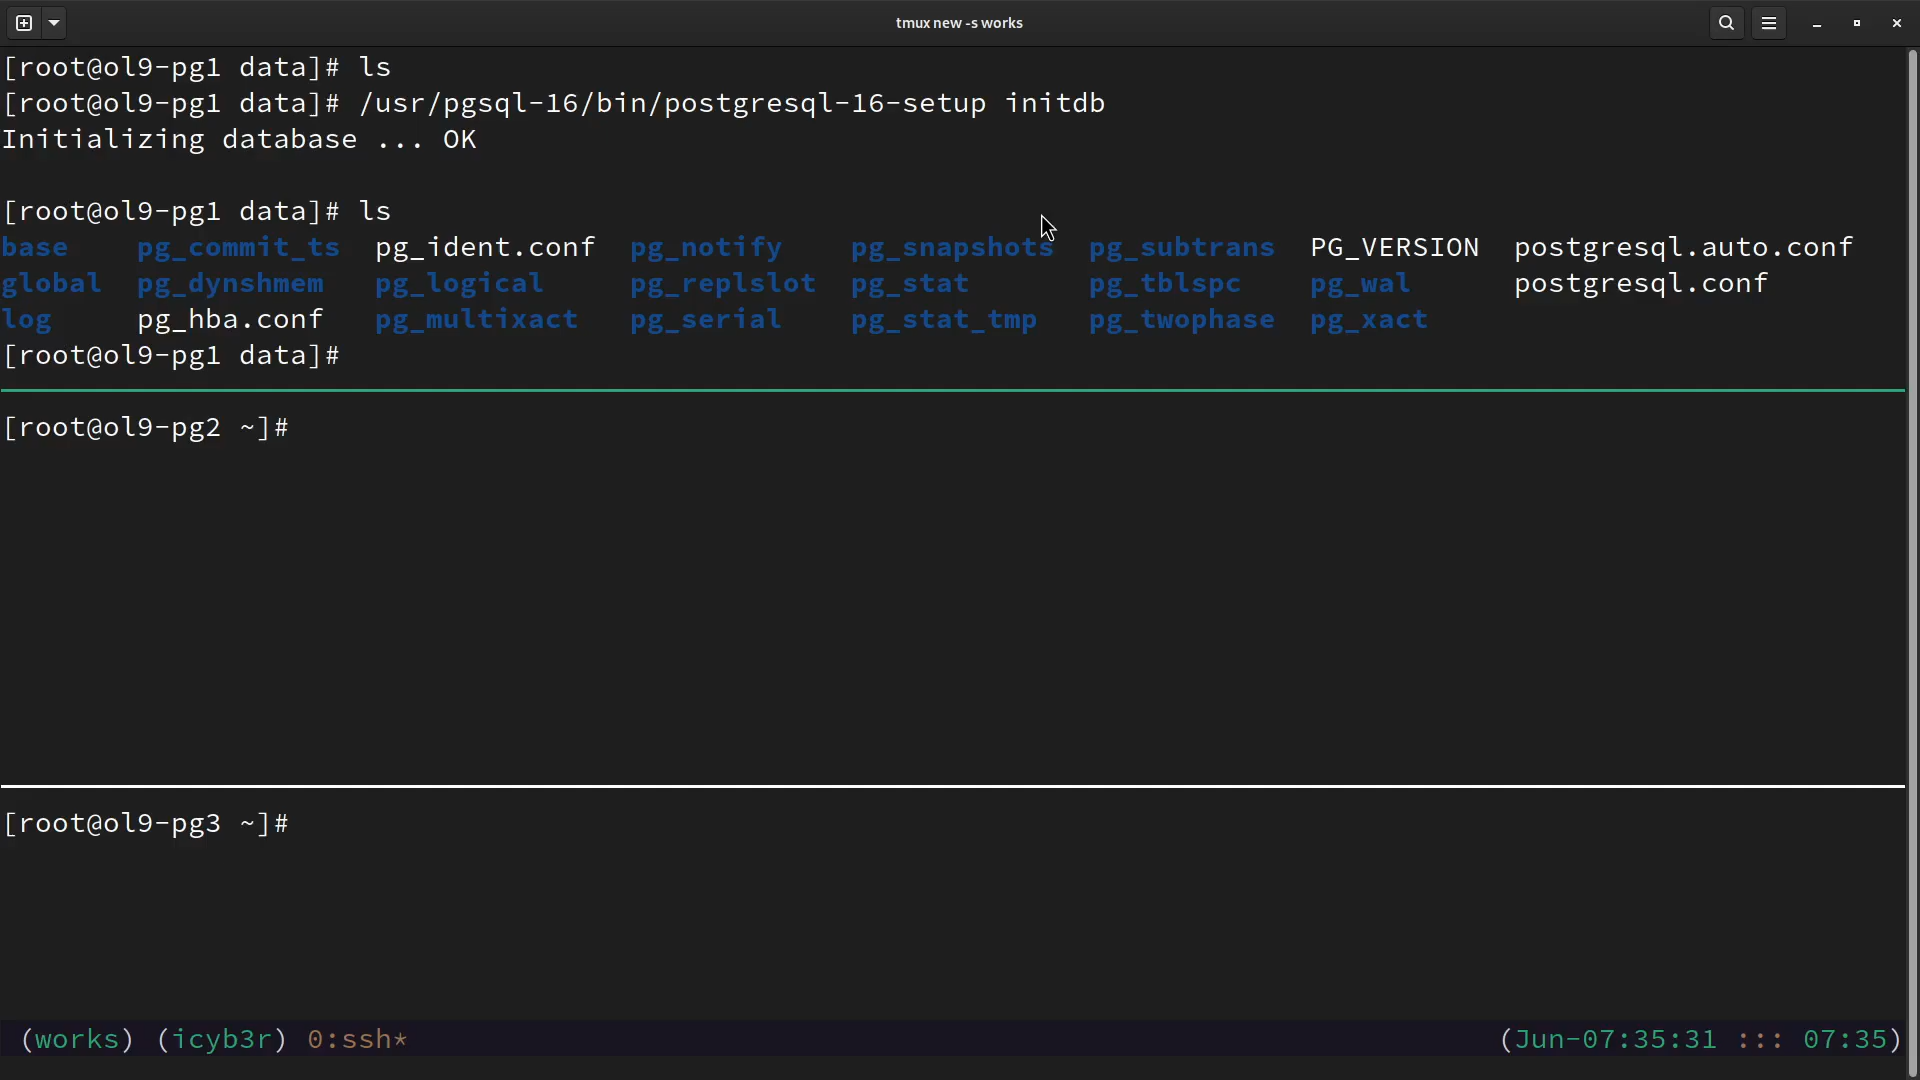 tmux new -s works
[root@ol9-pg1 data]# ls
[root@ol9-pg1 data]# /usr/pgsql-16/bin/postgresql-16-setup initdb
Initializing database ... OK
[root@ol9-pg1 data]# ls
base pg_commit_ts pg_ident.conf pg_notify pg_snapshots pg_subtrans PG_VERSION postgresql.auto.conf
global pg_dynshmem pg_logical pg_replslot pg_stat pg_tblspc pg_wal postgresql.conf
log pg_hba.conf pg_multixact pg_serial pg_stat_tmp pg_twophase pg_xact
[root@ol9-pg1 data]#
[root@ol9-pg2 ~]#
[root@ol9-pg3 ~]#
(works) (icyb3r) 0:ssh* (Jun-07:35:31 ::: 07:35)